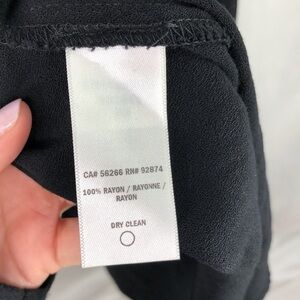 CA# 56266 RN# 92874
100% RAYON / RAYONNE /
RAYON
DRY CLEAN